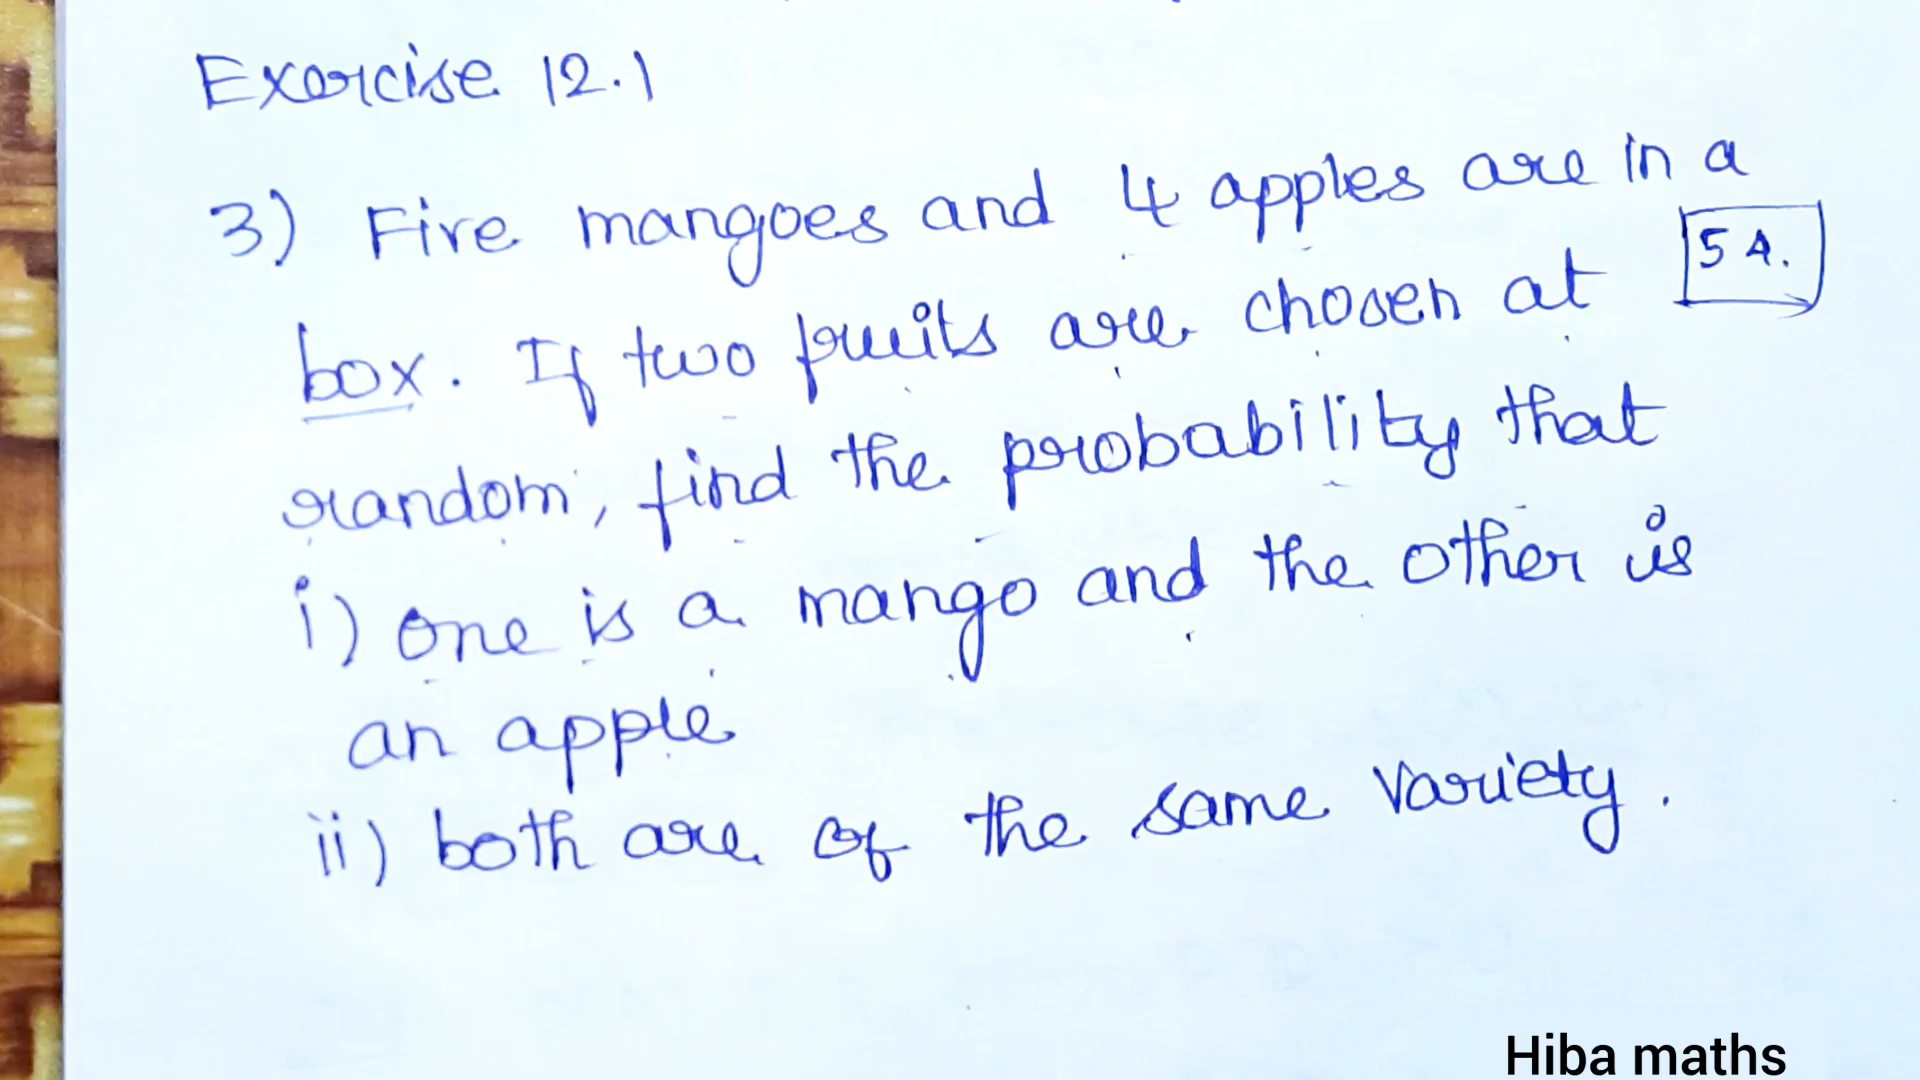 Exercise 12.1
3) Five mangoes and 4 apples are in a
box. If two fruits are chosen at
5 4.
random, find the probability that
i) one is a mango and the other is
an apple
ii) both are of the same variety.
Hiba maths